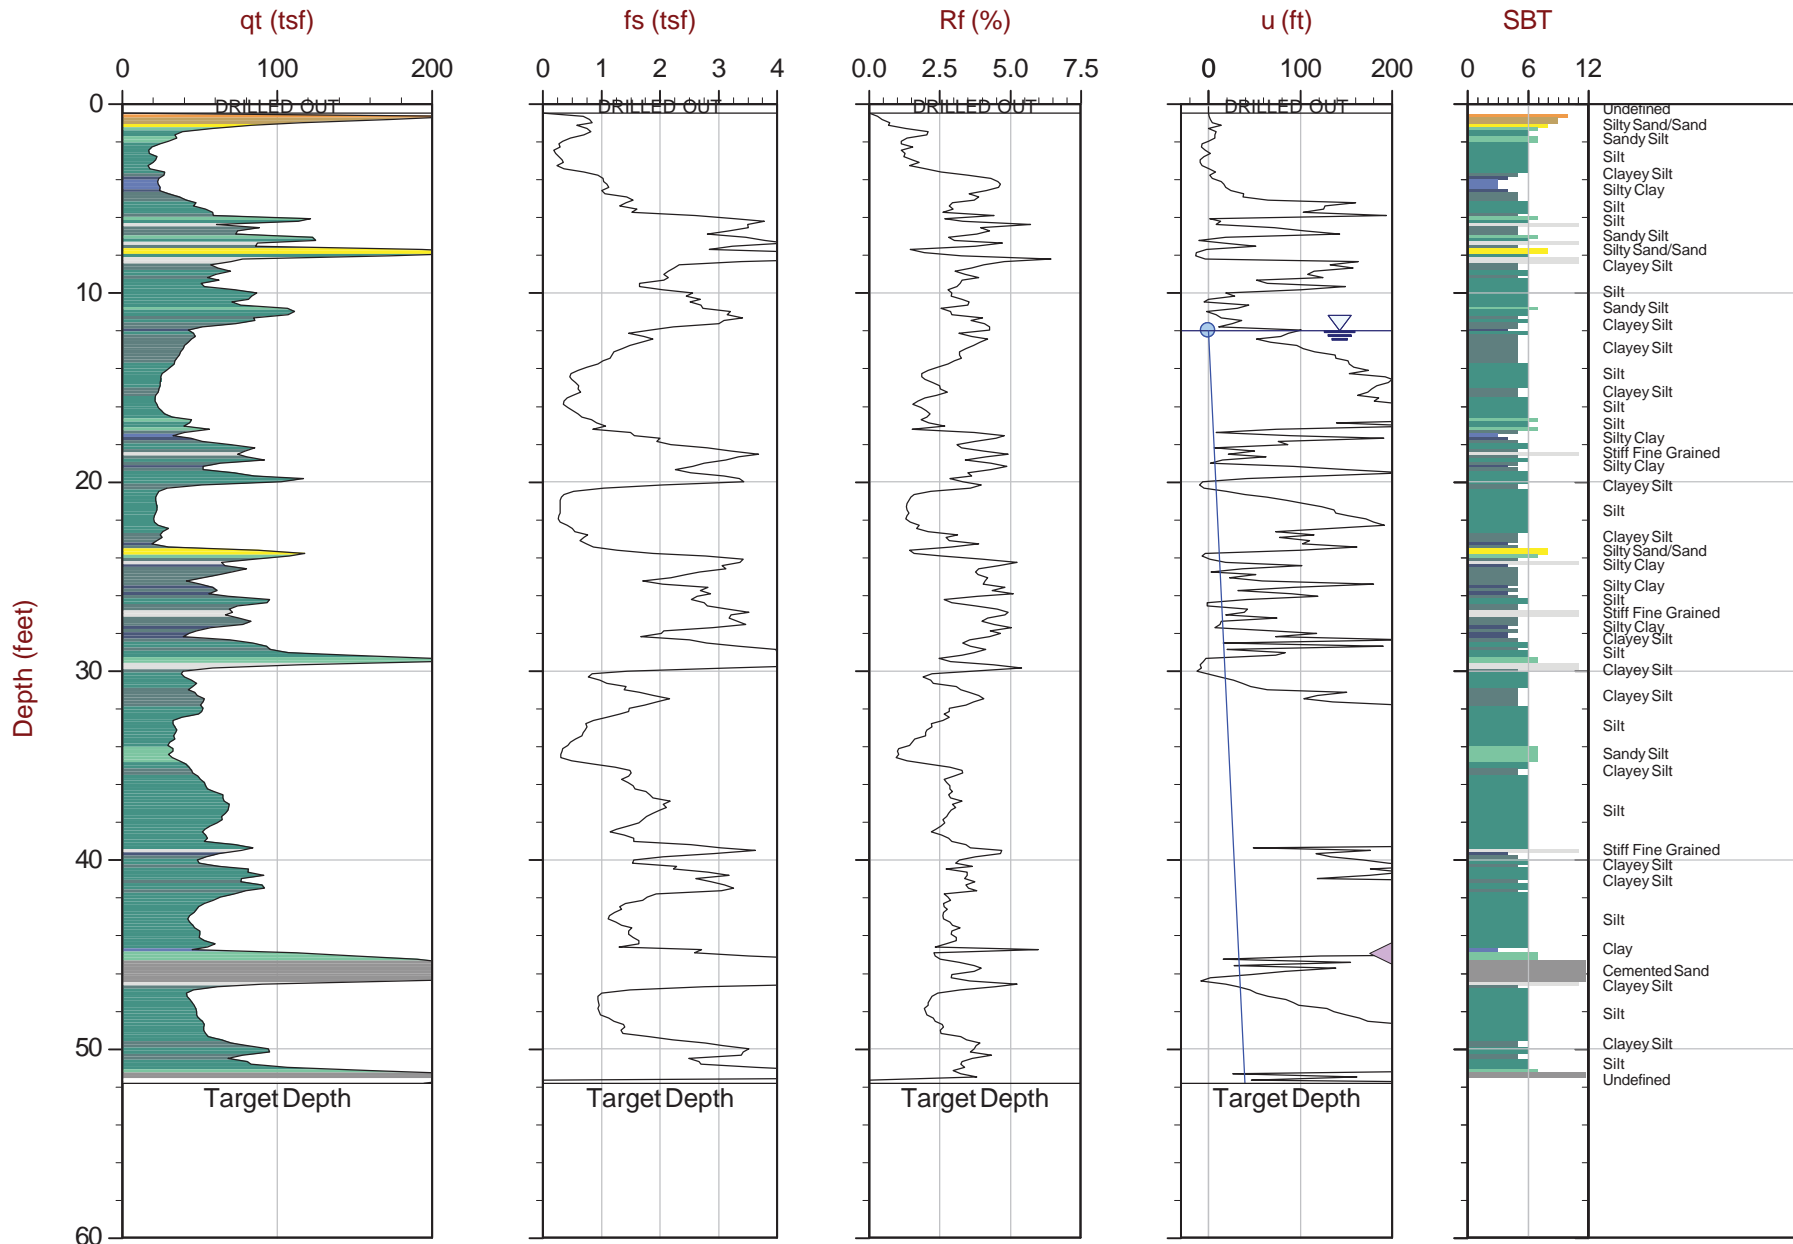 qt (tsf)
fs (tsf)
Rf (%)
u (ft)
SBT
0 100 200
0 1 2 3 4
0.0 2.5 5.0 7.5
0 100 200
0 6 12
Depth (feet)
0
10
20
30
40
50
60
DRILLED OUT
DRILLED OUT
DRILLED OUT
DRILLED OUT
Undefined
Silty Sand/Sand
Sandy Silt
Silt
Clayey Silt
Silty Clay
Silt
Silt
Sandy Silt
Silty Sand/Sand
Clayey Silt
Silt
Sandy Silt
Clayey Silt
Clayey Silt
Silt
Clayey Silt
Silt
Silt
Silty Clay
Stiff Fine Grained
Silty Clay
Clayey Silt
Silt
Clayey Silt
Silty Sand/Sand
Silty Clay
Silty Clay
Silt
Stiff Fine Grained
Silty Clay
Clayey Silt
Silt
Clayey Silt
Clayey Silt
Silt
Sandy Silt
Clayey Silt
Silt
Stiff Fine Grained
Clayey Silt
Clayey Silt
Silt
Clay
Cemented Sand
Clayey Silt
Silt
Clayey Silt
Silt
Undefined
Target Depth
Target Depth
Target Depth
Target Depth